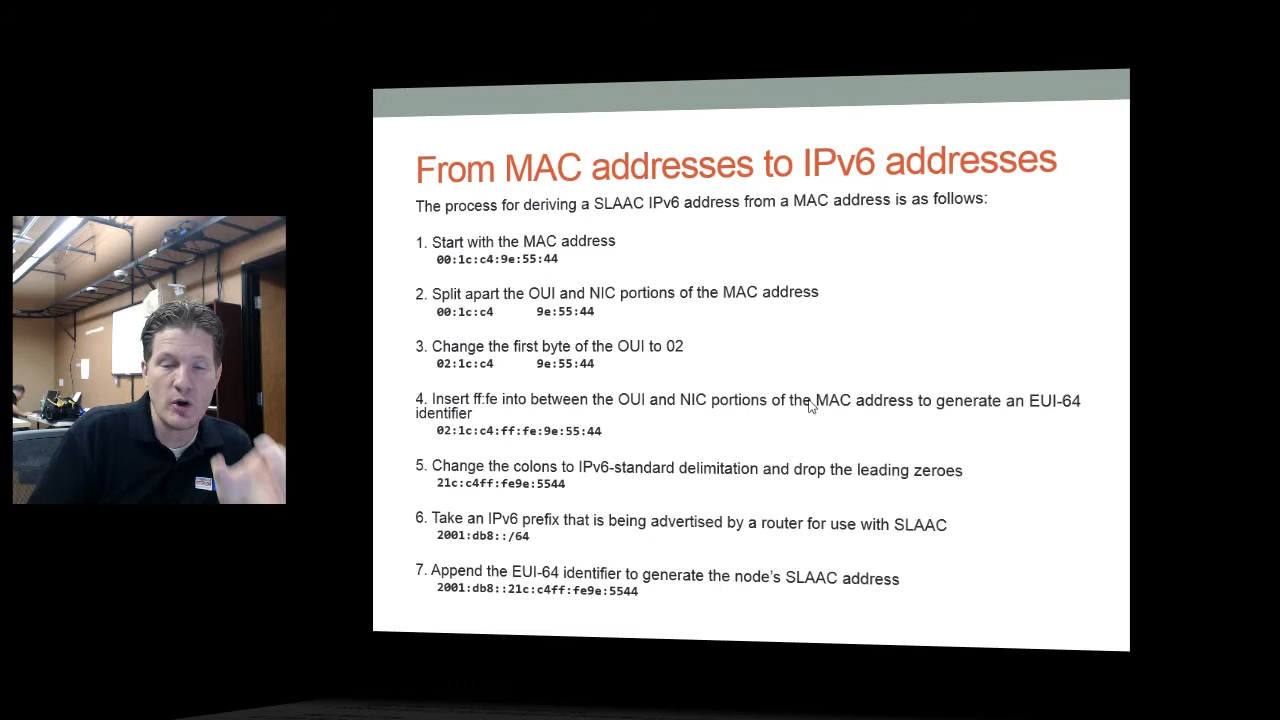 From MAC addresses to IPv6 addresses
The process for deriving a SLAAC IPv6 address from a MAC address is as follows:
1. Start with the MAC address
00:1c:c4:9e:55:44
2. Split apart the OUI and NIC portions of the MAC address
00:1c:c4 9e:55:44
3. Change the first byte of the OUI to 02
02:1c:c4 9e:55:44
4. Insert ff:fe into between the OUI and NIC portions of the MAC address to generate an EUI-64
identifier
02:1c:c4:ff:fe:9e:55:44
5. Change the colons to IPv6-standard delimitation and drop the leading zeroes
21c:c4ff:fe9e:5544
6. Take an IPv6 prefix that is being advertised by a router for use with SLAAC
2001:db8::/64
7. Append the EUI-64 identifier to generate the node's SLAAC address
2001:db8::21c:c4ff:fe9e:5544